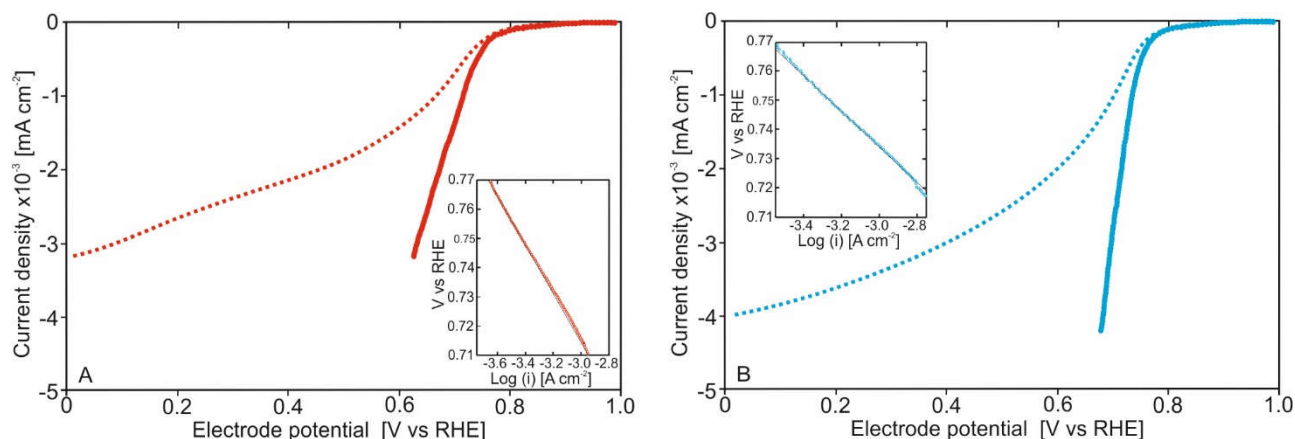 0
-1
-2
-3
-4
-5
Current density x10⁻³ [mA cm⁻²]
A
0 0.2 0.4 0.6 0.8 1.0
Electrode potential [V vs RHE]
0.77
0.76
0.75
0.74
0.73
0.72
0.71
V vs RHE
-3.6 -3.4 -3.2 -3.0 -2.8
Log (i) [A cm⁻²]
0
-1
-2
-3
-4
-5
Current density x10⁻³ [mA cm⁻²]
B
0 0.2 0.4 0.6 0.8 1.0
Electrode potential [V vs RHE]
0.77
0.76
0.75
0.74
0.73
0.72
0.71
V vs RHE
-3.4 -3.2 -3.0 -2.8
Log (i) [A cm⁻²]